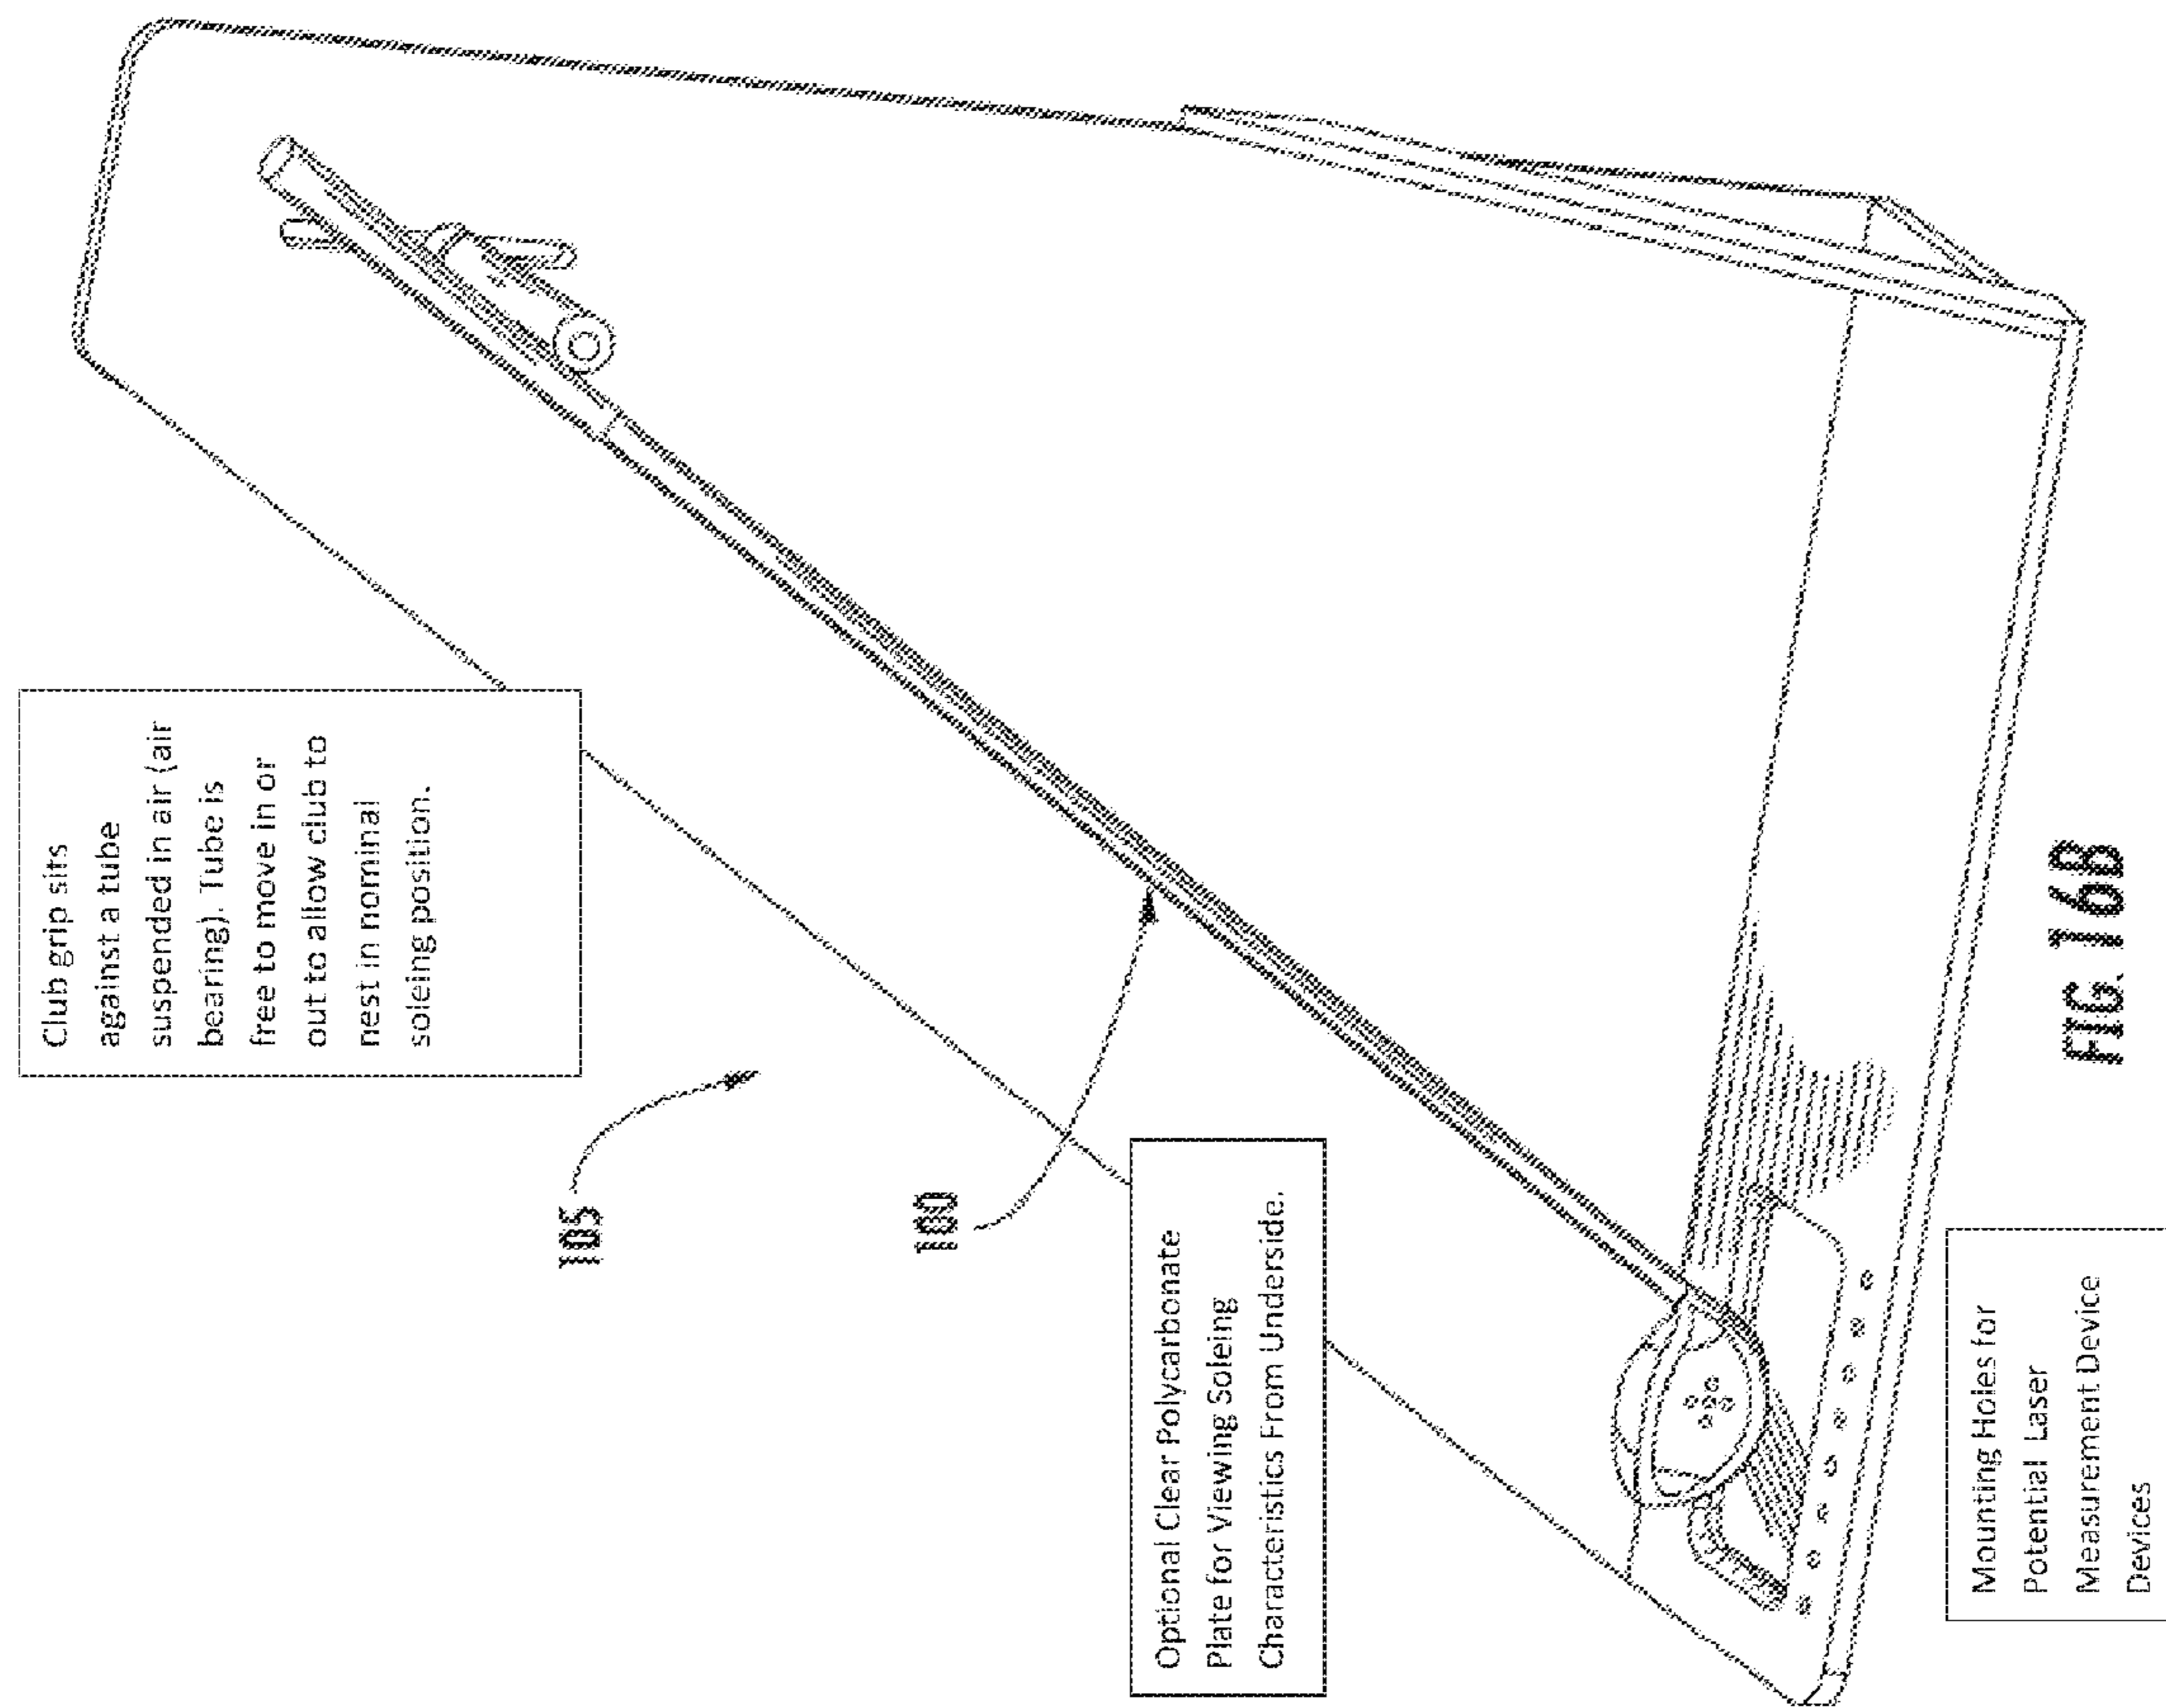 Club grip sits
against a tube
suspended in air (air
bearing). Tube is
free to move in or
out to allow club to
nest in nominal
soleing position.
105
100
Optional Clear Polycarbonate
Plate for Viewing Soleing
Characteristics From Underside.
Mounting Holes for
Potential Laser
Measurement Device
Devices
FIG. 16B